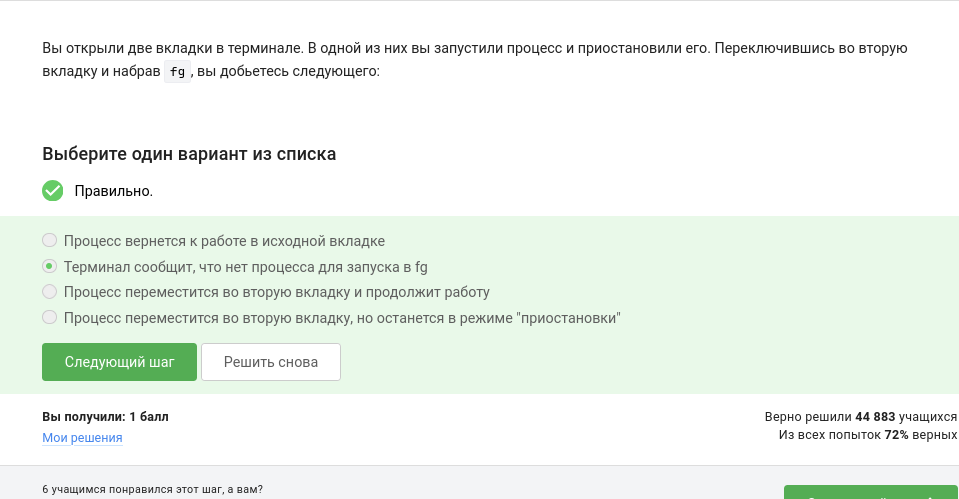 Вы открыли две вкладки в терминале. В одной из них вы запустили процесс и приостановили его. Переключившись во вторую
вкладку и набрав fg , вы добьетесь следующего:
Выберите один вариант из списка
Правильно.
Процесс вернется к работе в исходной вкладке
Терминал сообщит, что нет процесса для запуска в fg
Процесс переместится во вторую вкладку и продолжит работу
Процесс переместится во вторую вкладку, но останется в режиме "приостановки"
Следующий шаг
Решить снова
Вы получили: 1 балл
Мои решения
Верно решили 44 883 учащихся
Из всех попыток 72% верных
6 учащимся понравился этот шаг, а вам?